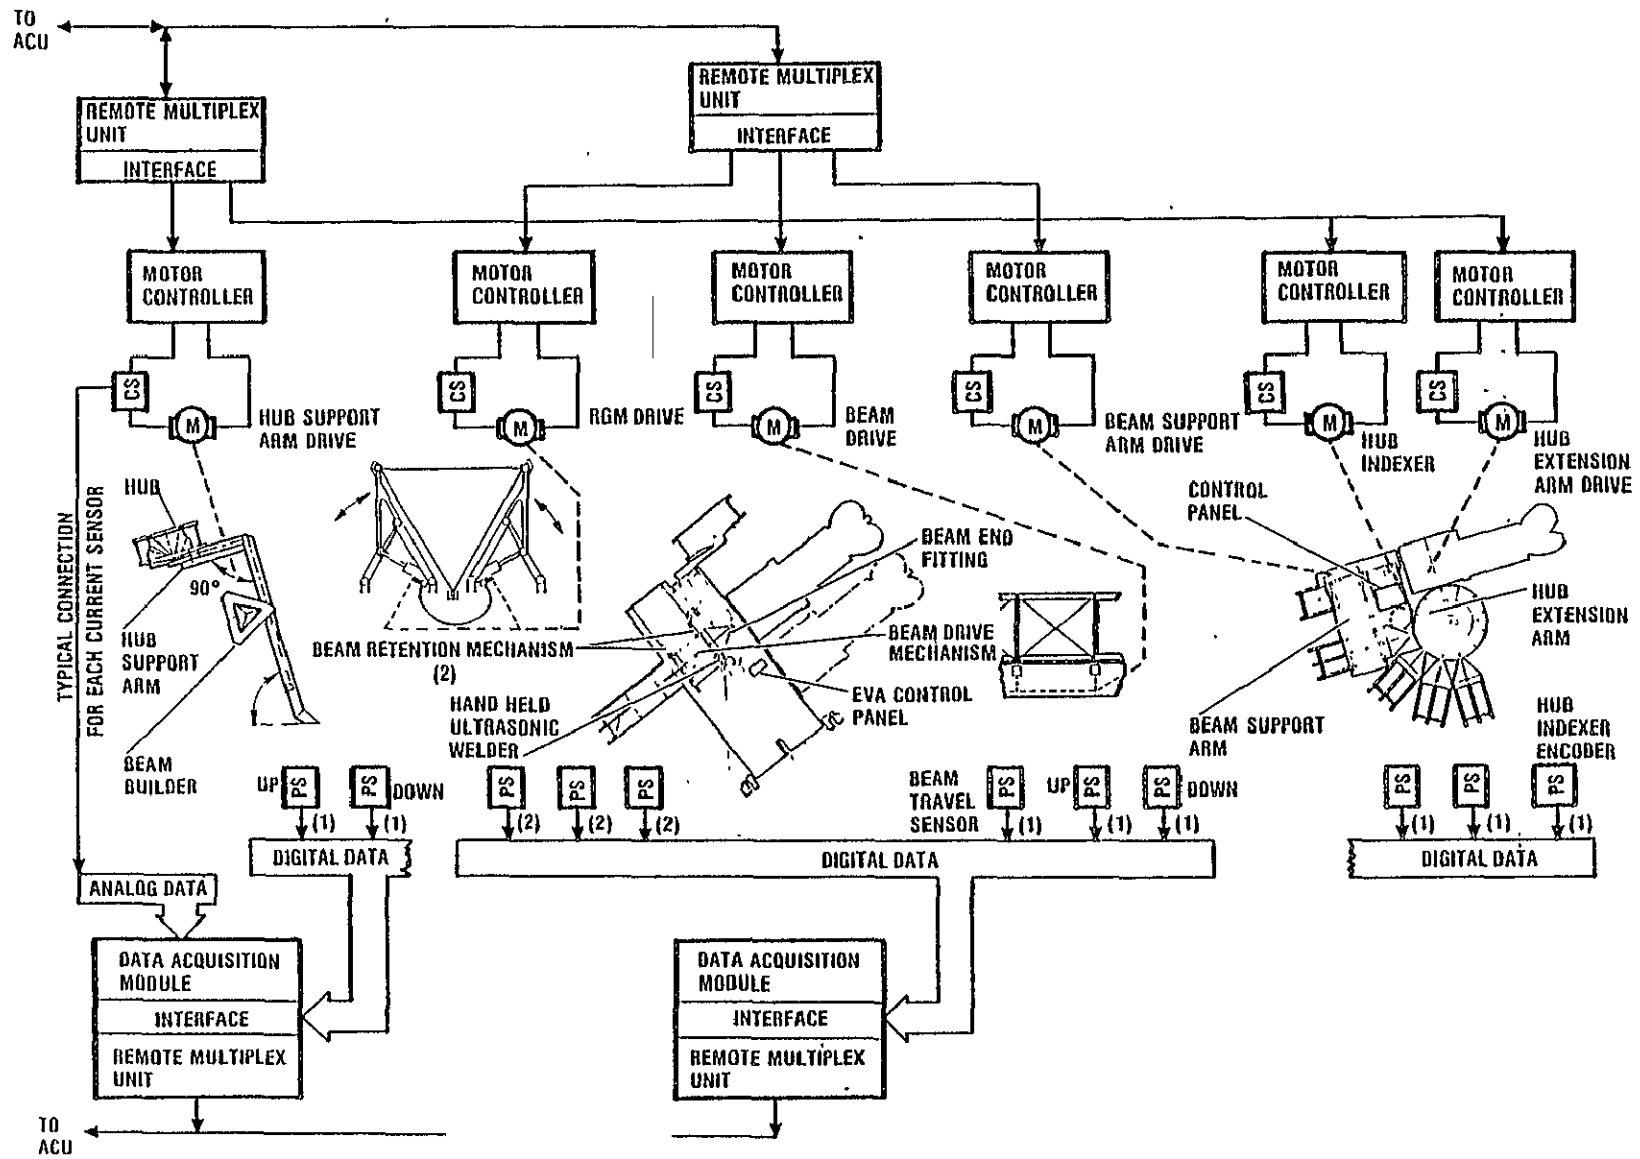 TO
ACU
REMOTE MULTIPLEX
UNIT
INTERFACE
REMOTE MULTIPLEX
UNIT
INTERFACE
MOTOR
CONTROLLER
MOTOR
CONTROLLER
MOTOR
CONTROLLER
MOTOR
CONTROLLER
MOTOR
CONTROLLER
MOTOR
CONTROLLER
CS
M
HUB SUPPORT
ARM DRIVE
CS
M
RGM DRIVE
CS
M
BEAM
DRIVE
CS
M
BEAM SUPPORT
ARM DRIVE
CS
M
HUB
INDEXER
CS
M
HUB
EXTENSION
ARM DRIVE
TYPICAL CONNECTION
FOR EACH CURRENT SENSOR
HUB
90°
HUB
SUPPORT
ARM
BEAM
BUILDER
BEAM RETENTION MECHANISM
(2)
HAND HELD
ULTRASONIC
WELDER
BEAM END
FITTING
BEAM DRIVE
MECHANISM
EVA CONTROL
PANEL
CONTROL
PANEL
HUB
EXTENSION
ARM
BEAM SUPPORT
ARM
HUB
INDEXER
ENCODER
UP
PS
(1)
PS
DOWN
(1)
PS
(2)
PS
(2)
PS
(2)
BEAM
TRAVEL
SENSOR
PS
(1)
UP
PS
(1)
PS
DOWN
(1)
PS
(1)
PS
(1)
PS
(1)
DIGITAL DATA
DIGITAL DATA
DIGITAL DATA
ANALOG DATA
DATA ACQUISITION
MODULE
INTERFACE
REMOTE MULTIPLEX
UNIT
DATA ACQUISITION
MODULE
INTERFACE
REMOTE MULTIPLEX
UNIT
TO
ACU